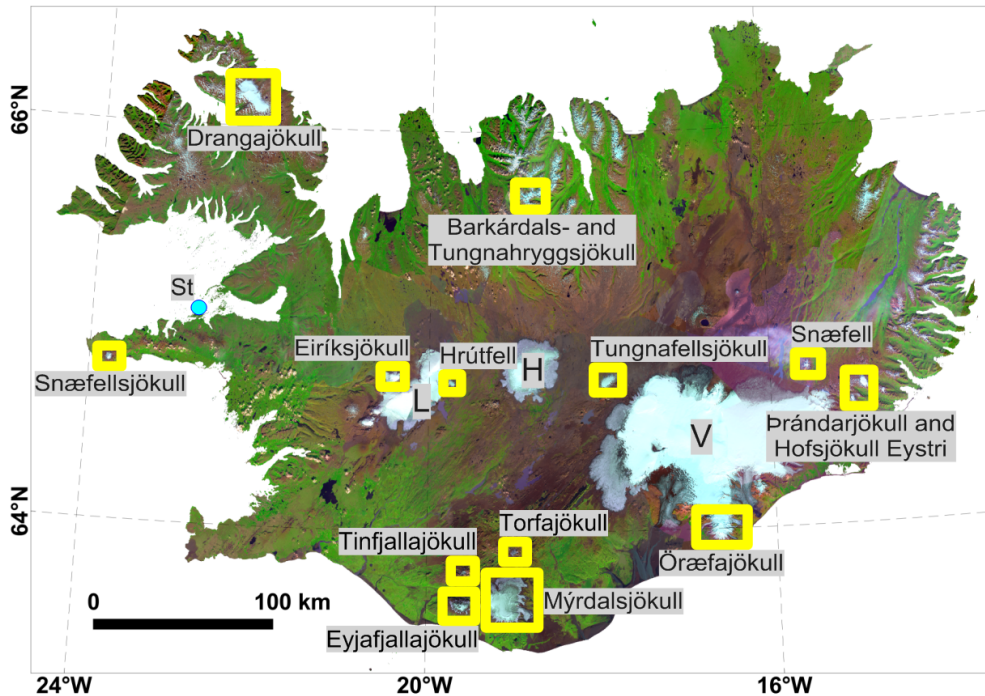 66°N
Drangajökull
Barkárdals- and
Tungnahryggsjökull
St
Snæfellsjökull
Eiríksjökull
Hrútfell
H
L
Tungnafellsjökull
Snæfell
V
Þrándarjökull and
Hofsjökull Eystri
64°N
Torfajökull
Tinfjallajökull
Öræfajökull
Mýrdalsjökull
Eyjafjallajökull
0
100 km
24°W
20°W
16°W